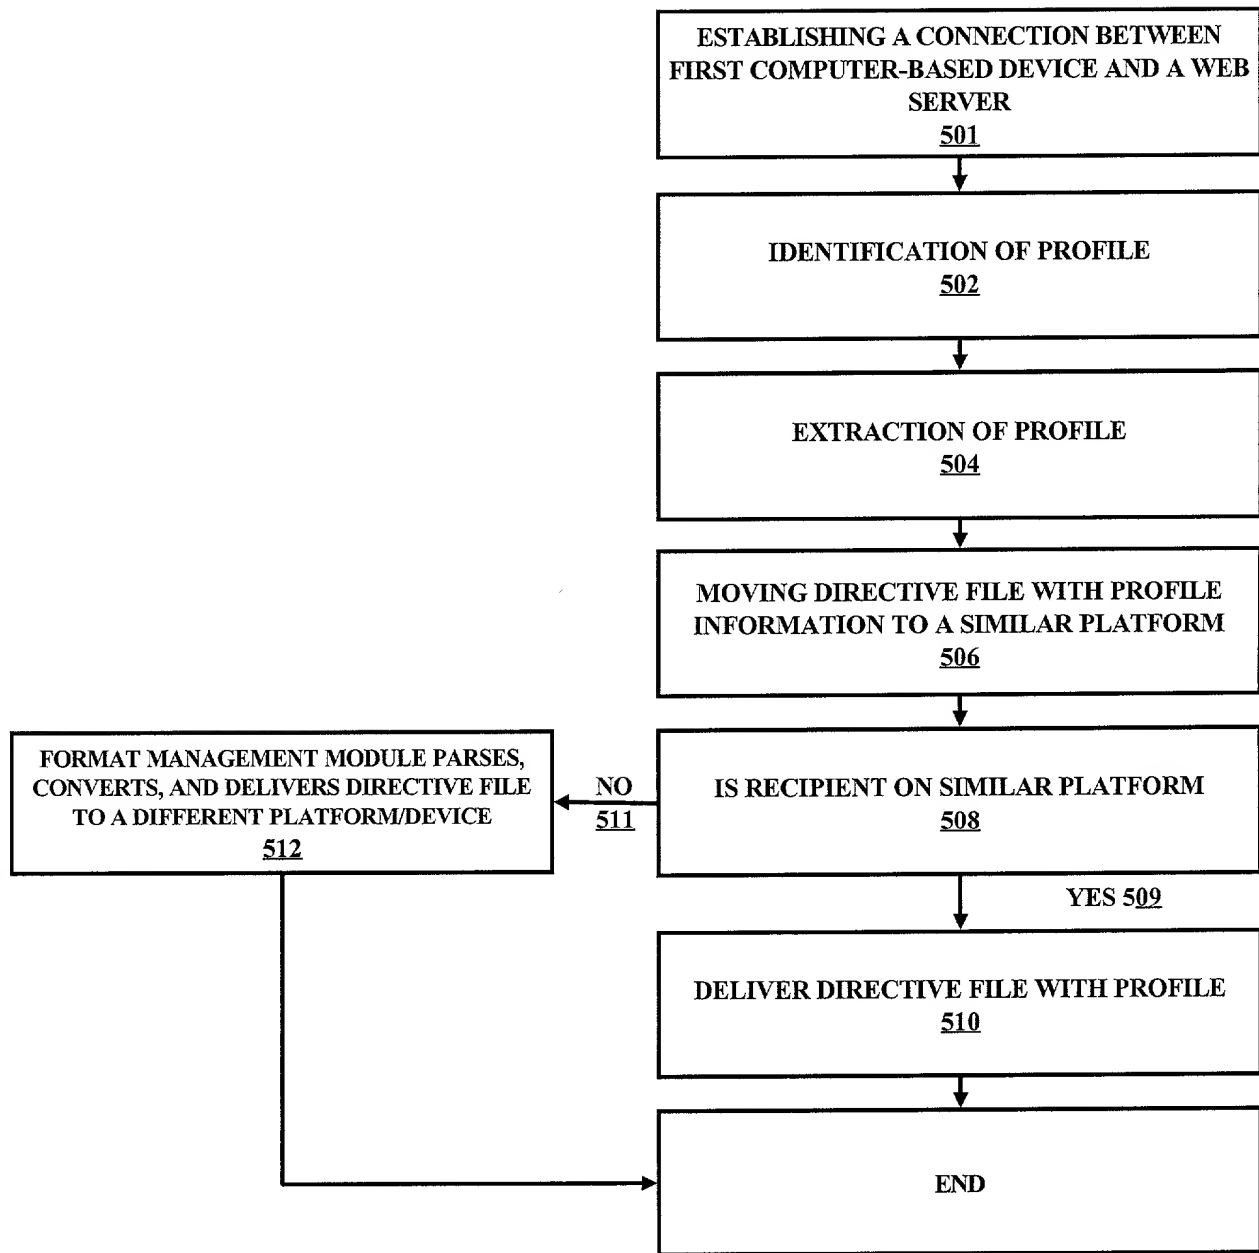 ESTABLISHING A CONNECTION BETWEEN
FIRST COMPUTER-BASED DEVICE AND A WEB
SERVER
501
IDENTIFICATION OF PROFILE
502
EXTRACTION OF PROFILE
504
MOVING DIRECTIVE FILE WITH PROFILE
INFORMATION TO A SIMILAR PLATFORM
506
IS RECIPIENT ON SIMILAR PLATFORM
508
NO
511
FORMAT MANAGEMENT MODULE PARSES,
CONVERTS, AND DELIVERS DIRECTIVE FILE
TO A DIFFERENT PLATFORM/DEVICE
512
YES 509
DELIVER DIRECTIVE FILE WITH PROFILE
510
END